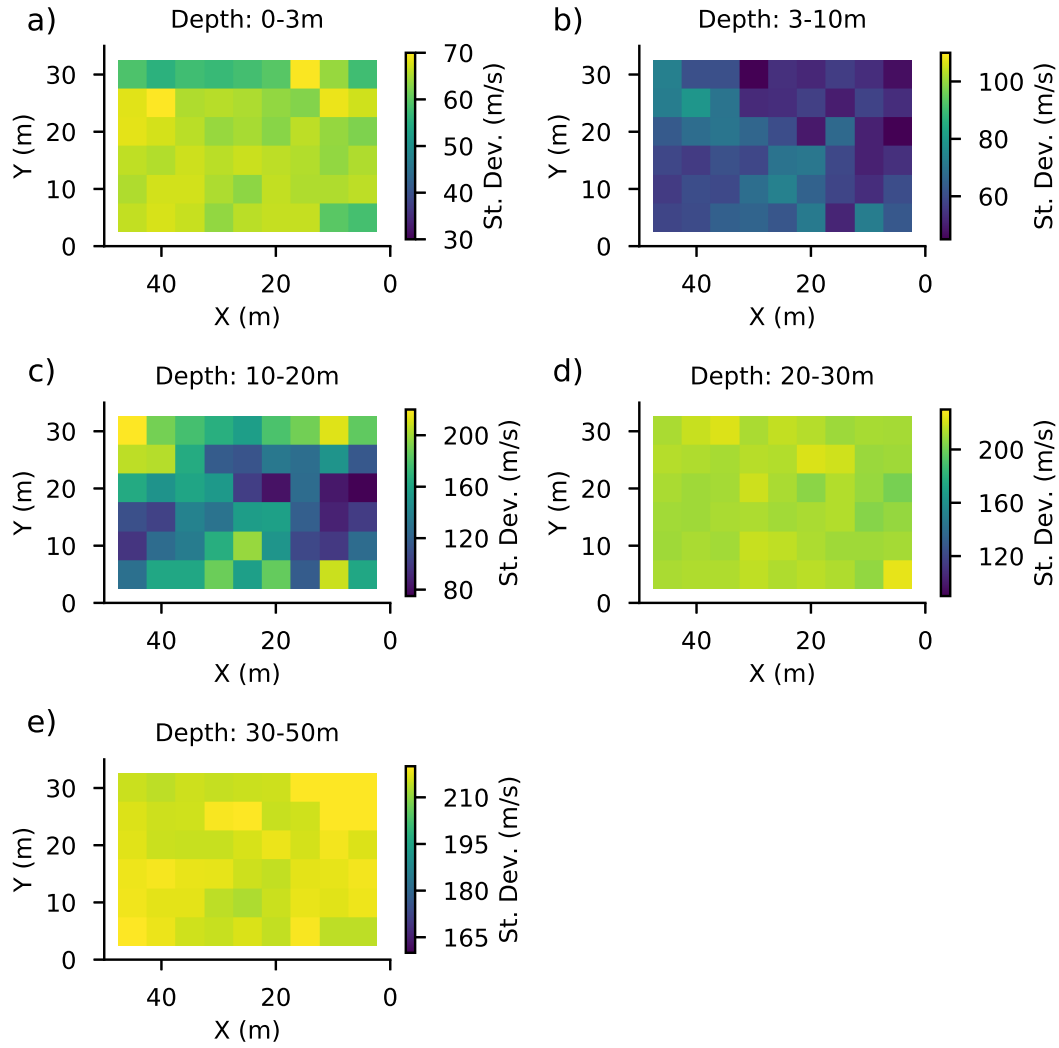 a)
Depth: 0-3m
Y (m)
30
20
10
0
40
20
0
X (m)
70
60
50
40
30
St. Dev. (m/s)
b)
Depth: 3-10m
Y (m)
30
20
10
0
40
20
0
X (m)
100
80
60
St. Dev. (m/s)
c)
Depth: 10-20m
Y (m)
30
20
10
0
40
20
0
X (m)
200
160
120
80
St. Dev. (m/s)
d)
Depth: 20-30m
Y (m)
30
20
10
0
40
20
0
X (m)
200
160
120
St. Dev. (m/s)
e)
Depth: 30-50m
Y (m)
30
20
10
0
40
20
0
X (m)
210
195
180
165
St. Dev. (m/s)